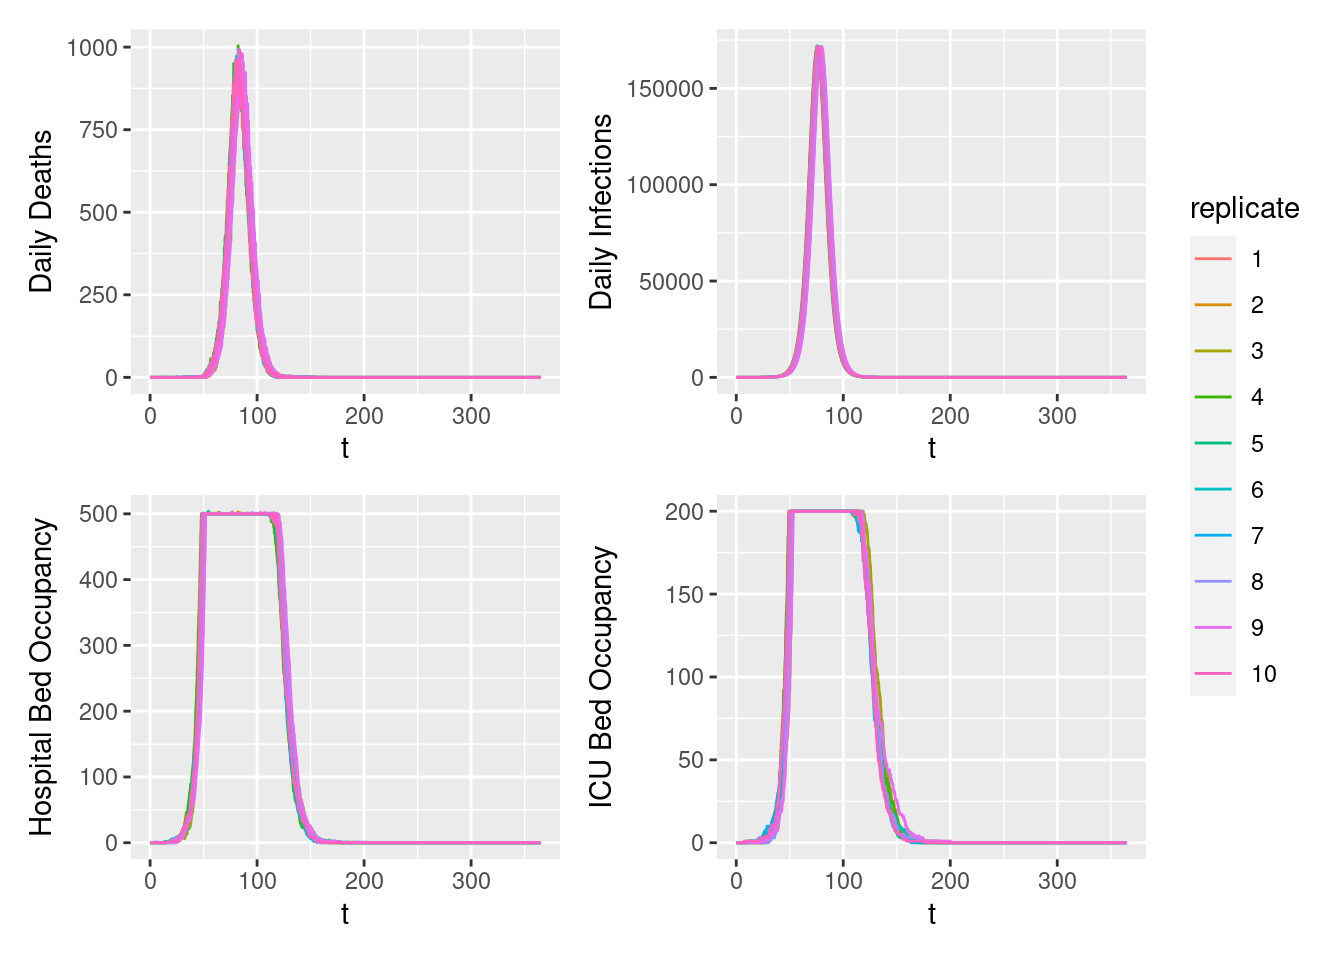 Daily Deaths
1000
750
500
250
0
0 100 200 300
t
Daily Infections
150000
100000
50000
0
0 100 200 300
t
Hospital Bed Occupancy
500
400
300
200
100
0
0 100 200 300
t
ICU Bed Occupancy
200
150
100
50
0
0 100 200 300
t
replicate
1
2
3
4
5
6
7
8
9
10